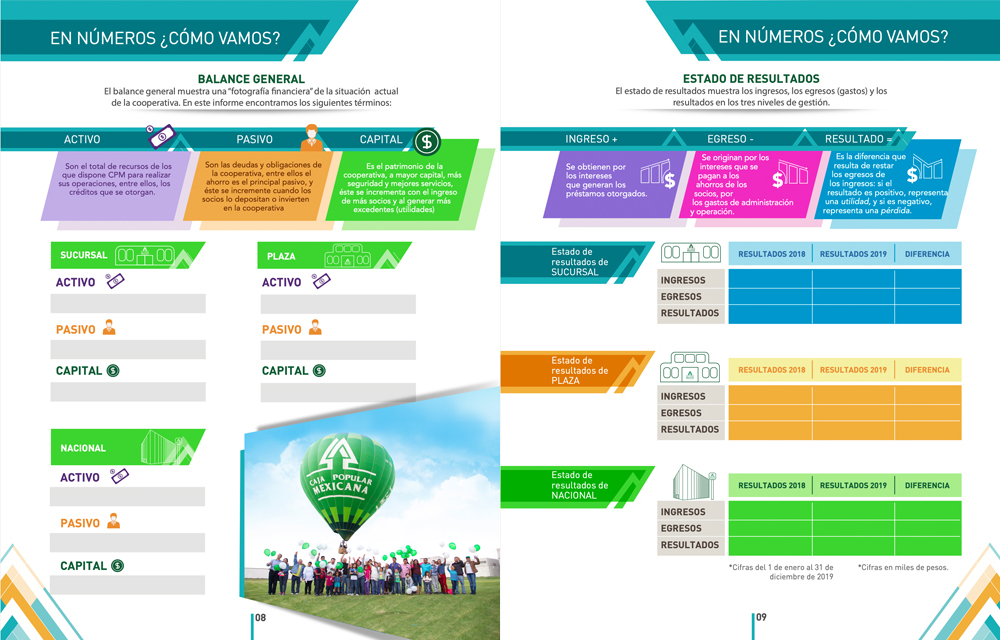 EN NÚMEROS ¿CÓMO VAMOS?
BALANCE GENERAL
El balance general muestra una “fotografía financiera” de la situación actual
de la cooperativa. En este informe encontramos los siguientes términos:
ACTIVO
PASIVO
CAPITAL
$
Son el total de recursos de los
que dispone CPM para realizar
sus operaciones, entre ellos, los
créditos que se otorgan.
Son las deudas y obligaciones de
la cooperativa, entre ellos el
ahorro es el principal pasivo, y
éste se incrementa cuando los
socios lo depositan o invierten
en la cooperativa
Es el patrimonio de la
cooperativa, a mayor capital, más
seguridad y mejores servicios,
éste se incrementa con el ingreso
de más socios y al generar más
excedentes (utilidades)
SUCURSAL
ACTIVO
PASIVO
CAPITAL $
PLAZA
ACTIVO
PASIVO
CAPITAL $
NACIONAL
ACTIVO
PASIVO
CAPITAL $
CAJA POPULAR
MEXICANA
08
EN NÚMEROS ¿CÓMO VAMOS?
ESTADO DE RESULTADOS
El estado de resultados muestra los ingresos, los egresos (gastos) y los
resultados en los tres niveles de gestión.
INGRESO +
EGRESO -
RESULTADO =
Se obtienen por
los intereses
que generan los
préstamos otorgados.
$
Se originan por los
intereses que se
pagan a los
ahorros de los
socios, por
los gastos de administración
y operación.
$
Es la diferencia que
resulta de restar
los egresos de
los ingresos: si el
resultado es positivo, representa
una utilidad, y si es negativo,
representa una pérdida.
$
Estado de
resultados de
SUCURSAL
RESULTADOS 2018 RESULTADOS 2019 DIFERENCIA
INGRESOS
EGRESOS
RESULTADOS
Estado de
resultados de
PLAZA
RESULTADOS 2018 RESULTADOS 2019 DIFERENCIA
INGRESOS
EGRESOS
RESULTADOS
Estado de
resultados de
NACIONAL
RESULTADOS 2018 RESULTADOS 2019 DIFERENCIA
INGRESOS
EGRESOS
RESULTADOS
*Cifras del 1 de enero al 31 de
diciembre de 2019
*Cifras en miles de pesos.
09